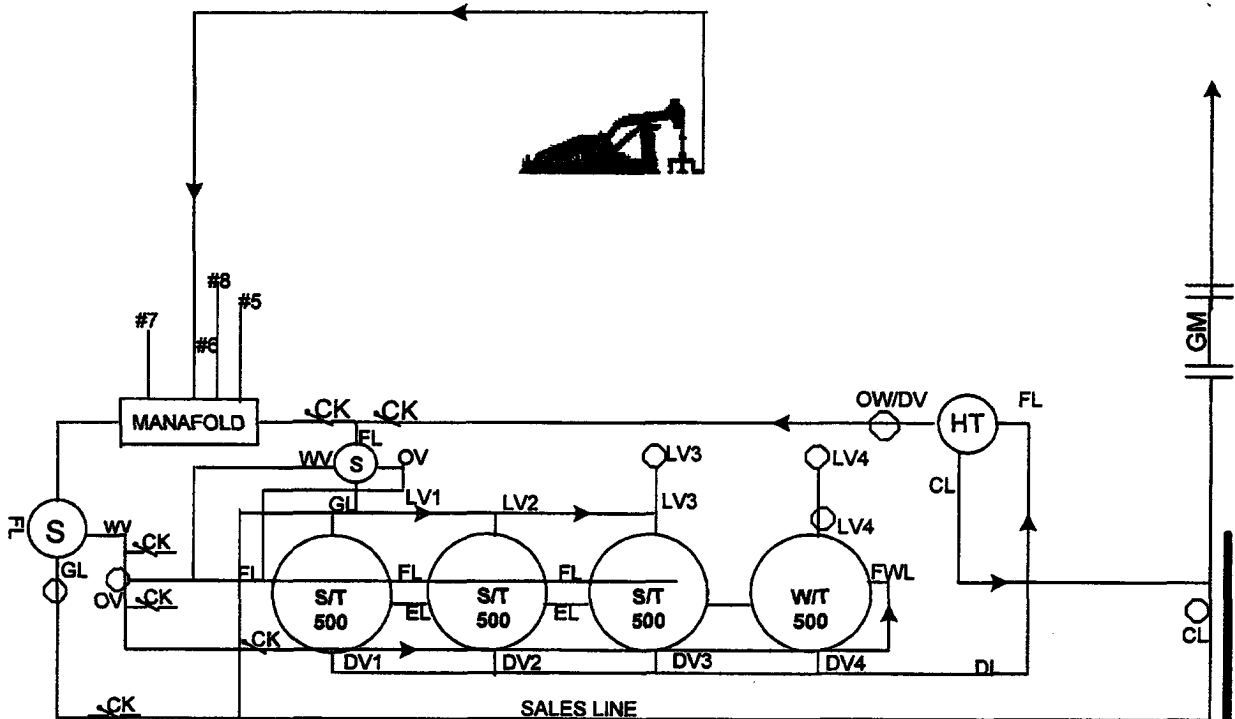 #8
#5
#7
#6
GM
MANAFOLD
CK
CK
OW/DV
HT
FL
FL
WV
S
OV
LV3
LV4
CL
GL
LV1
LV2
LV3
LV4
FL
S
WV
CK
GL
OV
CK
FL
FL
FL
FWL
S/T
500
S/T
500
S/T
500
W/T
500
EL
EL
CK
CL
DV1
DV2
DV3
DV4
DL
CK
SALES LINE